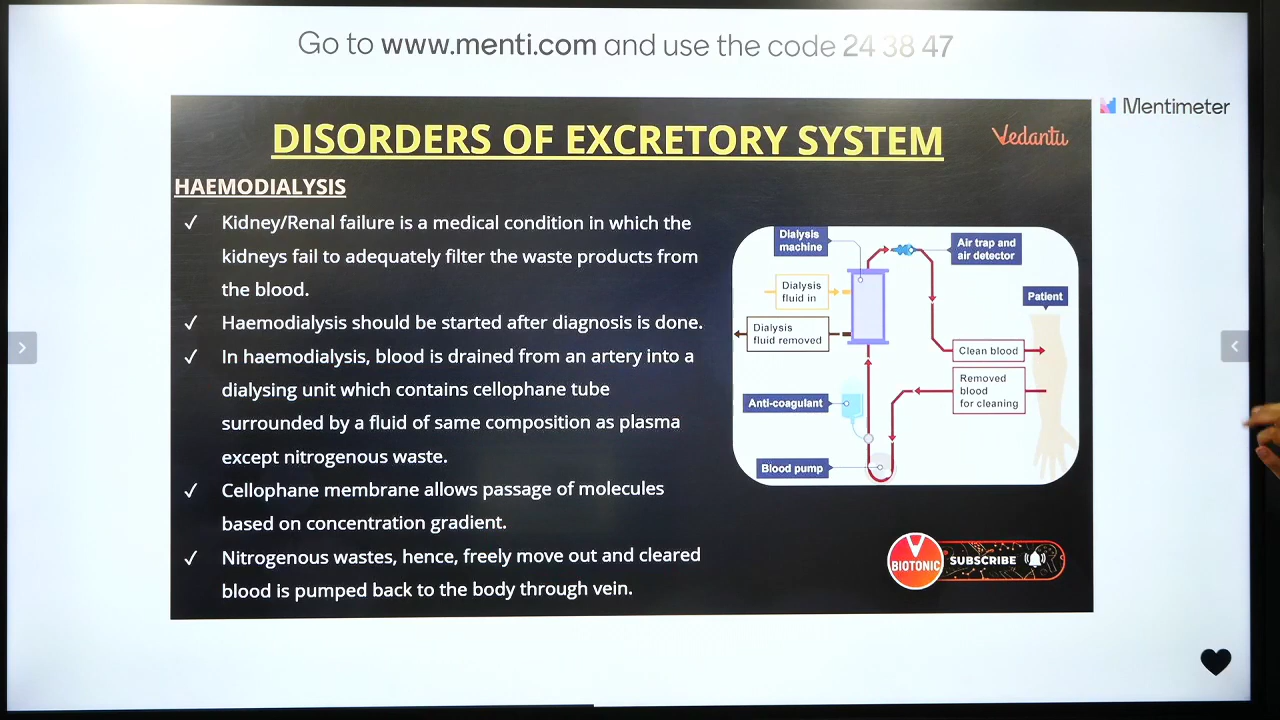 Go to www.menti.com and use the code 24 38 47
Mentimeter
DISORDERS OF EXCRETORY SYSTEM
Vedantu
HAEMODIALYSIS
✓ Kidney/Renal failure is a medical condition in which the
kidneys fail to adequately filter the waste products from
the blood.
✓ Haemodialysis should be started after diagnosis is done.
✓ In haemodialysis, blood is drained from an artery into a
dialysing unit which contains cellophane tube
surrounded by a fluid of same composition as plasma
except nitrogenous waste.
✓ Cellophane membrane allows passage of molecules
based on concentration gradient.
✓ Nitrogenous wastes, hence, freely move out and cleared
blood is pumped back to the body through vein.
Dialysis
machine
Air trap and
air detector
Dialysis
fluid in
Patient
Dialysis
fluid removed
Clean blood
Removed
blood
for cleaning
Anti-coagulant
Blood pump
BIOTONIC
SUBSCRIBE